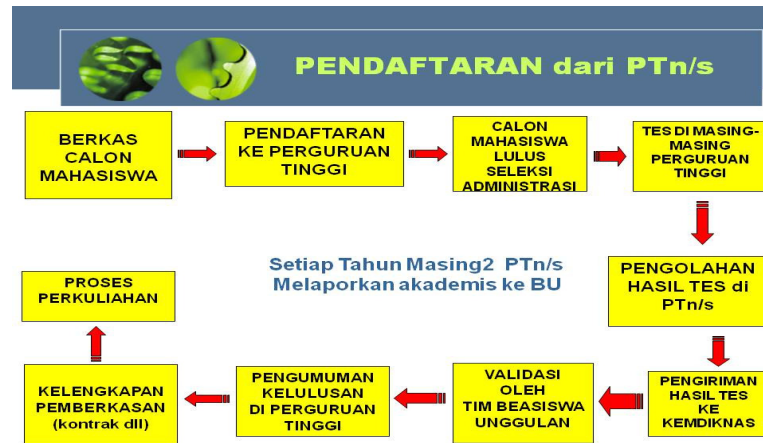 PENDAFTARAN dari PTn/s
BERKAS
CALON
MAHASISWA
PENDAFTARAN
KE PERGURUAN
TINGGI
CALON
MAHASISWA
LULUS
SELEKSI
ADMINISTRASI
TES DI MASING-
MASING
PERGURUAN
TINGGI
PENGOLAHAN
HASIL TES di
PTn/s
PENGIRIMAN
HASIL TES
KE
KEMDIKNAS
VALIDASI
OLEH
TIM BEASISWA
UNGGULAN
PENGUMUMAN
KELULUSAN
DI PERGURUAN
TINGGI
KELENGKAPAN
PEMBERKASAN
(kontrak dll)
PROSES
PERKULIAHAN
Setiap Tahun Masing2 PTn/s
Melaporkan akademis ke BU